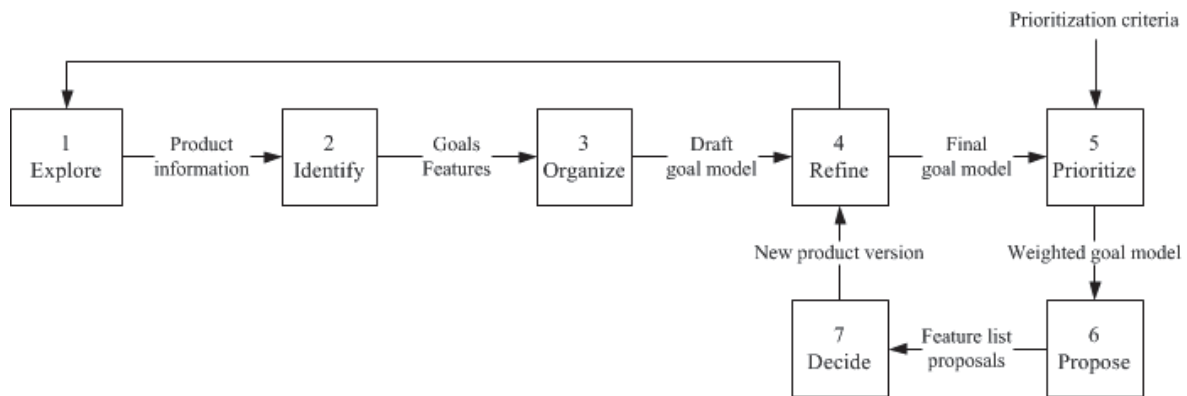 Prioritization criteria
1
Explore
Product
information
2
Identify
Goals
Features
3
Organize
Draft
goal model
4
Refine
Final
goal model
5
Prioritize
New product version
Weighted goal model
7
Decide
Feature list
proposals
6
Propose